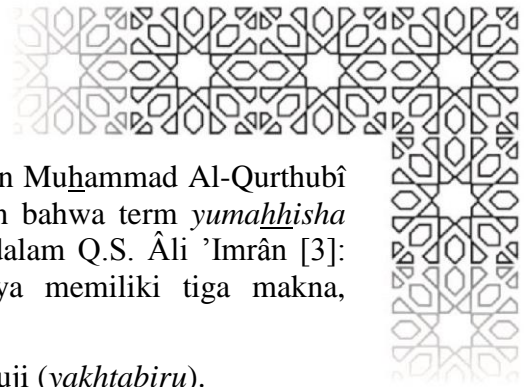 n Muhammad Al-Qurthubî
n bahwa term yumahhisha
dalam Q.S. Âli ’Imrân [3]:
ya memiliki tiga makna,
uji (yakhtabiru).